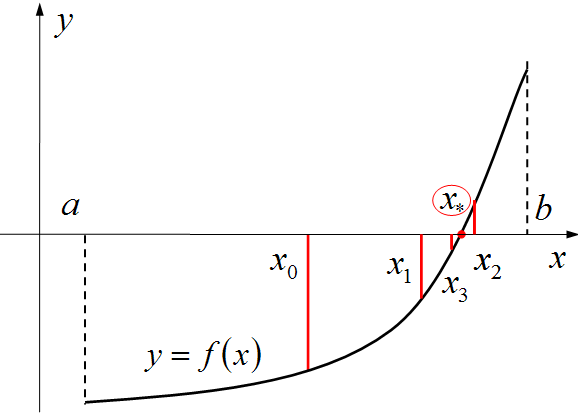 y
x*
a
b
x₀
x₁
x₂
x
x₃
y = f(x)